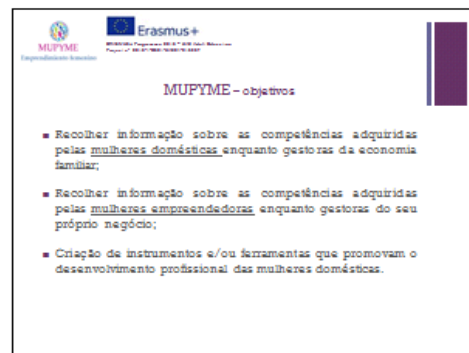 MUPYME
Emprendimiento femenino
Erasmus+
MUPYME – objetivos
Recolher informação sobre as competências adquiridas
pelas mulheres domésticas enquanto gestoras da economia
familiar;
Recolher informação sobre as competências adquiridas
pelas mulheres empreendedoras enquanto gestoras do seu
próprio negócio;
Criação de instrumentos e/ou ferramentas que promovam o
desenvolvimento profissional das mulheres domésticas.